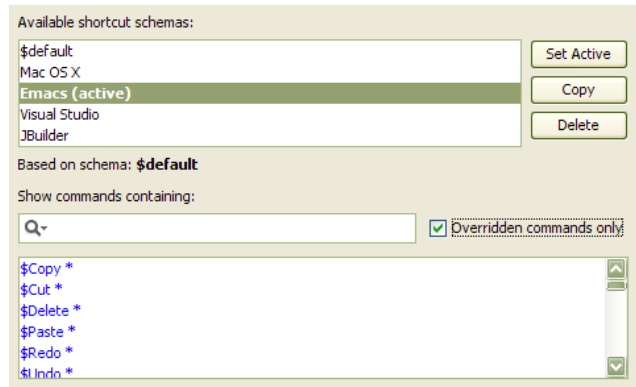 Available shortcut schemas:
$default
Mac OS X
Emacs (active)
Visual Studio
JBuilder
Set Active
Copy
Delete
Based on schema: $default
Show commands containing:
Overridden commands only
$Copy *
$Cut *
$Delete *
$Paste *
$Redo *
$Undo *